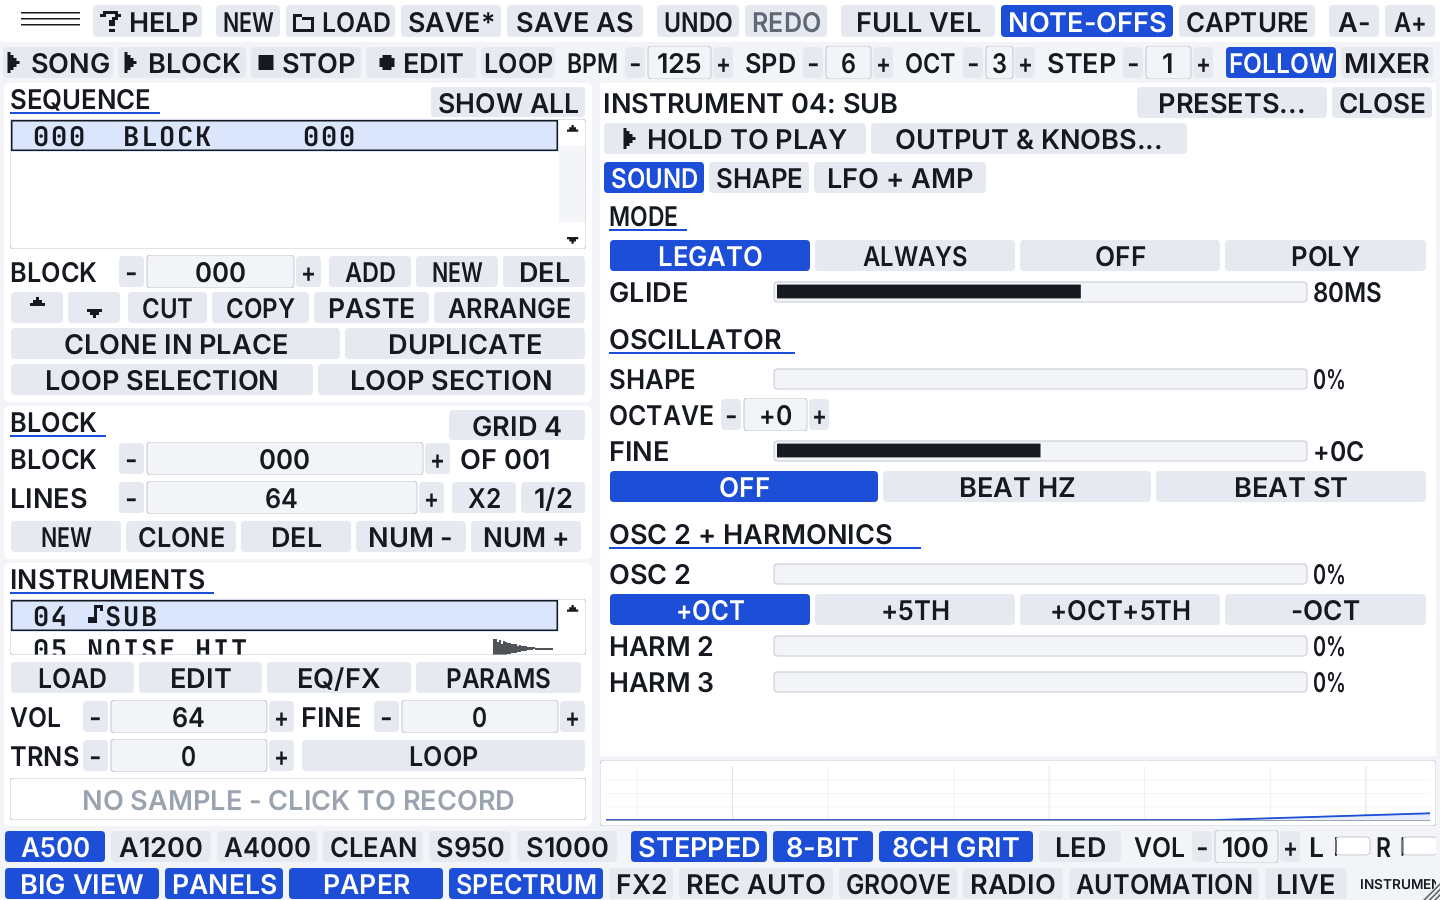 HELP NEW LOAD SAVE* SAVE AS UNDO REDO FULL VEL NOTE-OFFS CAPTURE A- A+
SONG BLOCK STOP EDIT LOOP BPM - 125 + SPD - 6 + OCT - 3 + STEP - 1 + FOLLOW MIXER
SEQUENCE SHOW ALL
000 BLOCK 000
BLOCK - 000 + ADD NEW DEL
CUT COPY PASTE ARRANGE
CLONE IN PLACE DUPLICATE
LOOP SELECTION LOOP SECTION
BLOCK GRID 4
BLOCK - 000 + OF 001
LINES - 64 + X2 1/2
NEW CLONE DEL NUM - NUM +
INSTRUMENTS
04 SUB
05 NOISE HIT
LOAD EDIT EQ/FX PARAMS
VOL - 64 + FINE - 0 +
TRNS - 0 + LOOP
NO SAMPLE - CLICK TO RECORD
INSTRUMENT 04: SUB PRESETS... CLOSE
HOLD TO PLAY OUTPUT & KNOBS...
SOUND SHAPE LFO + AMP
MODE
LEGATO ALWAYS OFF POLY
GLIDE 80MS
OSCILLATOR
SHAPE 0%
OCTAVE - +0 +
FINE +0C
OFF BEAT HZ BEAT ST
OSC 2 + HARMONICS
OSC 2 0%
+OCT +5TH +OCT+5TH -OCT
HARM 2 0%
HARM 3 0%
A500 A1200 A4000 CLEAN S950 S1000 STEPPED 8-BIT 8CH GRIT LED VOL - 100 + L R
BIG VIEW PANELS PAPER SPECTRUM FX2 REC AUTO GROOVE RADIO AUTOMATION LIVE